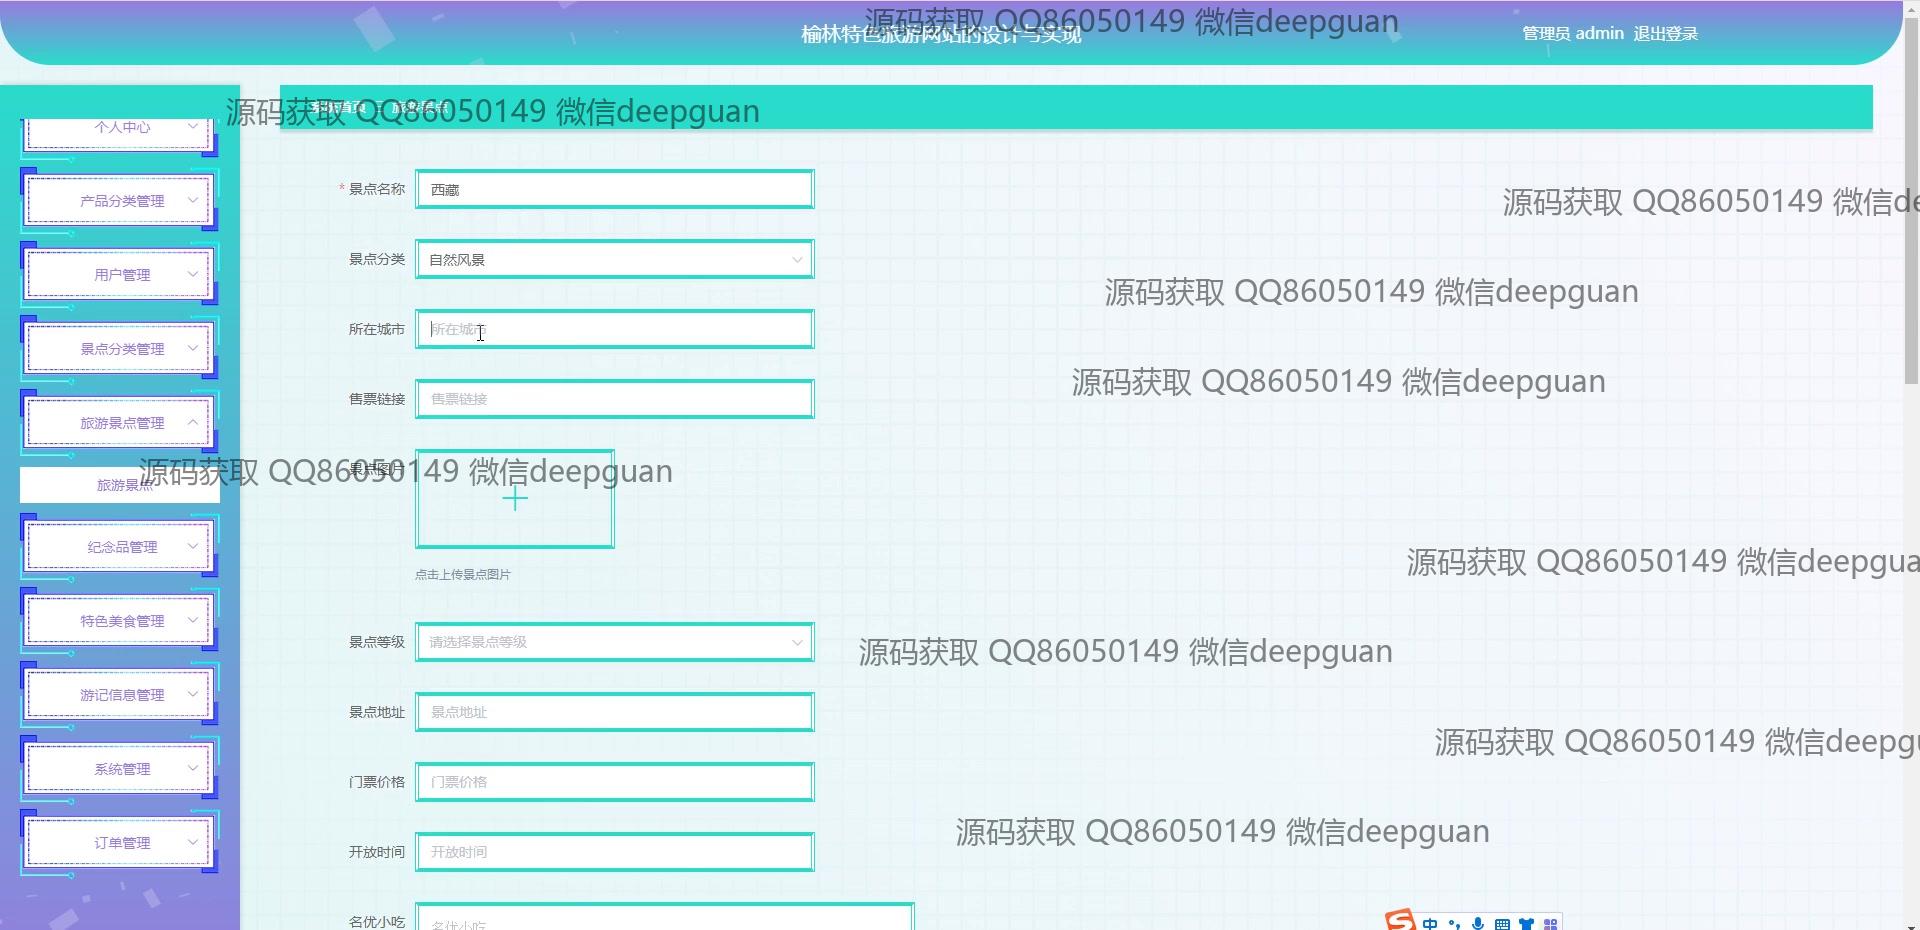 榆林特色旅游网站的设计与实现
源码获取 QQ86050149 微信deepguan
管理员 admin 退出登录
源码获取 QQ86050149 微信deepguan
个人中心
产品分类管理
用户管理
景点分类管理
旅游景点管理
旅游景点
纪念品管理
特色美食管理
游记信息管理
系统管理
订单管理
* 景点名称 西藏
源码获取 QQ86050149 微信de
景点分类 自然风景
源码获取 QQ86050149 微信deepguan
所在城市 所在城市
源码获取 QQ86050149 微信deepguan
售票链接 售票链接
景点图片
源码获取 QQ86050149 微信deepguan
点击上传景点图片
源码获取 QQ86050149 微信deepgua
景点等级 请选择景点等级
源码获取 QQ86050149 微信deepguan
景点地址 景点地址
源码获取 QQ86050149 微信deepgu
门票价格 门票价格
源码获取 QQ86050149 微信deepguan
开放时间 开放时间
名优小吃 名优小吃
中